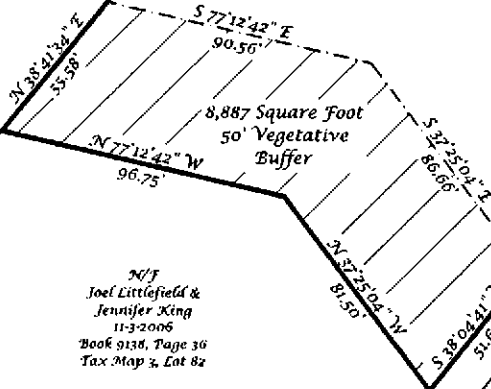 S 77°12'42" E
90.56'
N 38°41'34" E
55.58'
8,887 Square Foot
50' Vegetative
Buffer
S 37°25'04" E
86.66'
N 77°12'42" W
96.75'
N 37°25'04" W
81.50'
S 38°04'41"
51.6
N/F
Joel Littlefield &
Jennifer King
11-3-2006
Book 9138, Page 36
Tax Map 3, Lot 82